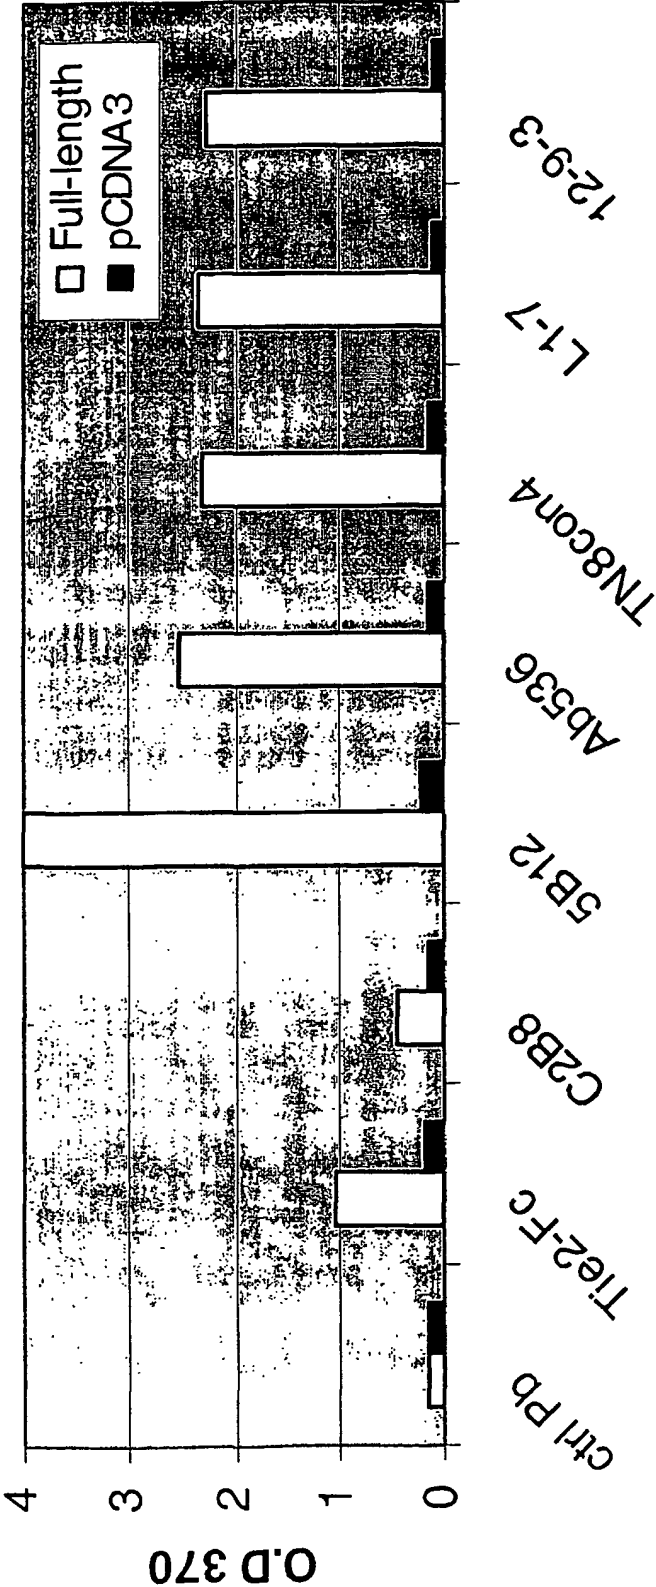 Full-length
pCDNA3
O.D 370
4
3
2
1
0
ctrl Pb
Tie2-Fc
C2B8
5B12
Ab536
TN8con4
L1-7
12-9-3